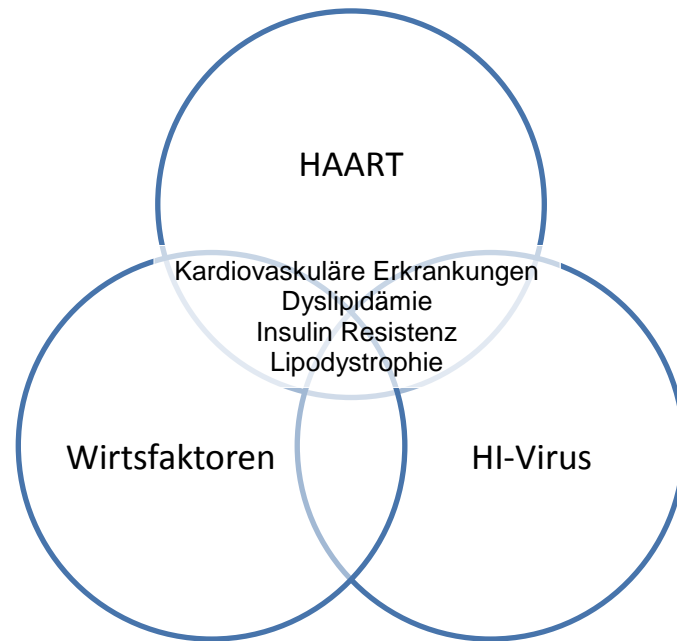 HAART
Kardiovaskuläre Erkrankungen
Dyslipidämie
Insulin Resistenz
Lipodystrophie
Wirtsfaktoren
HI-Virus